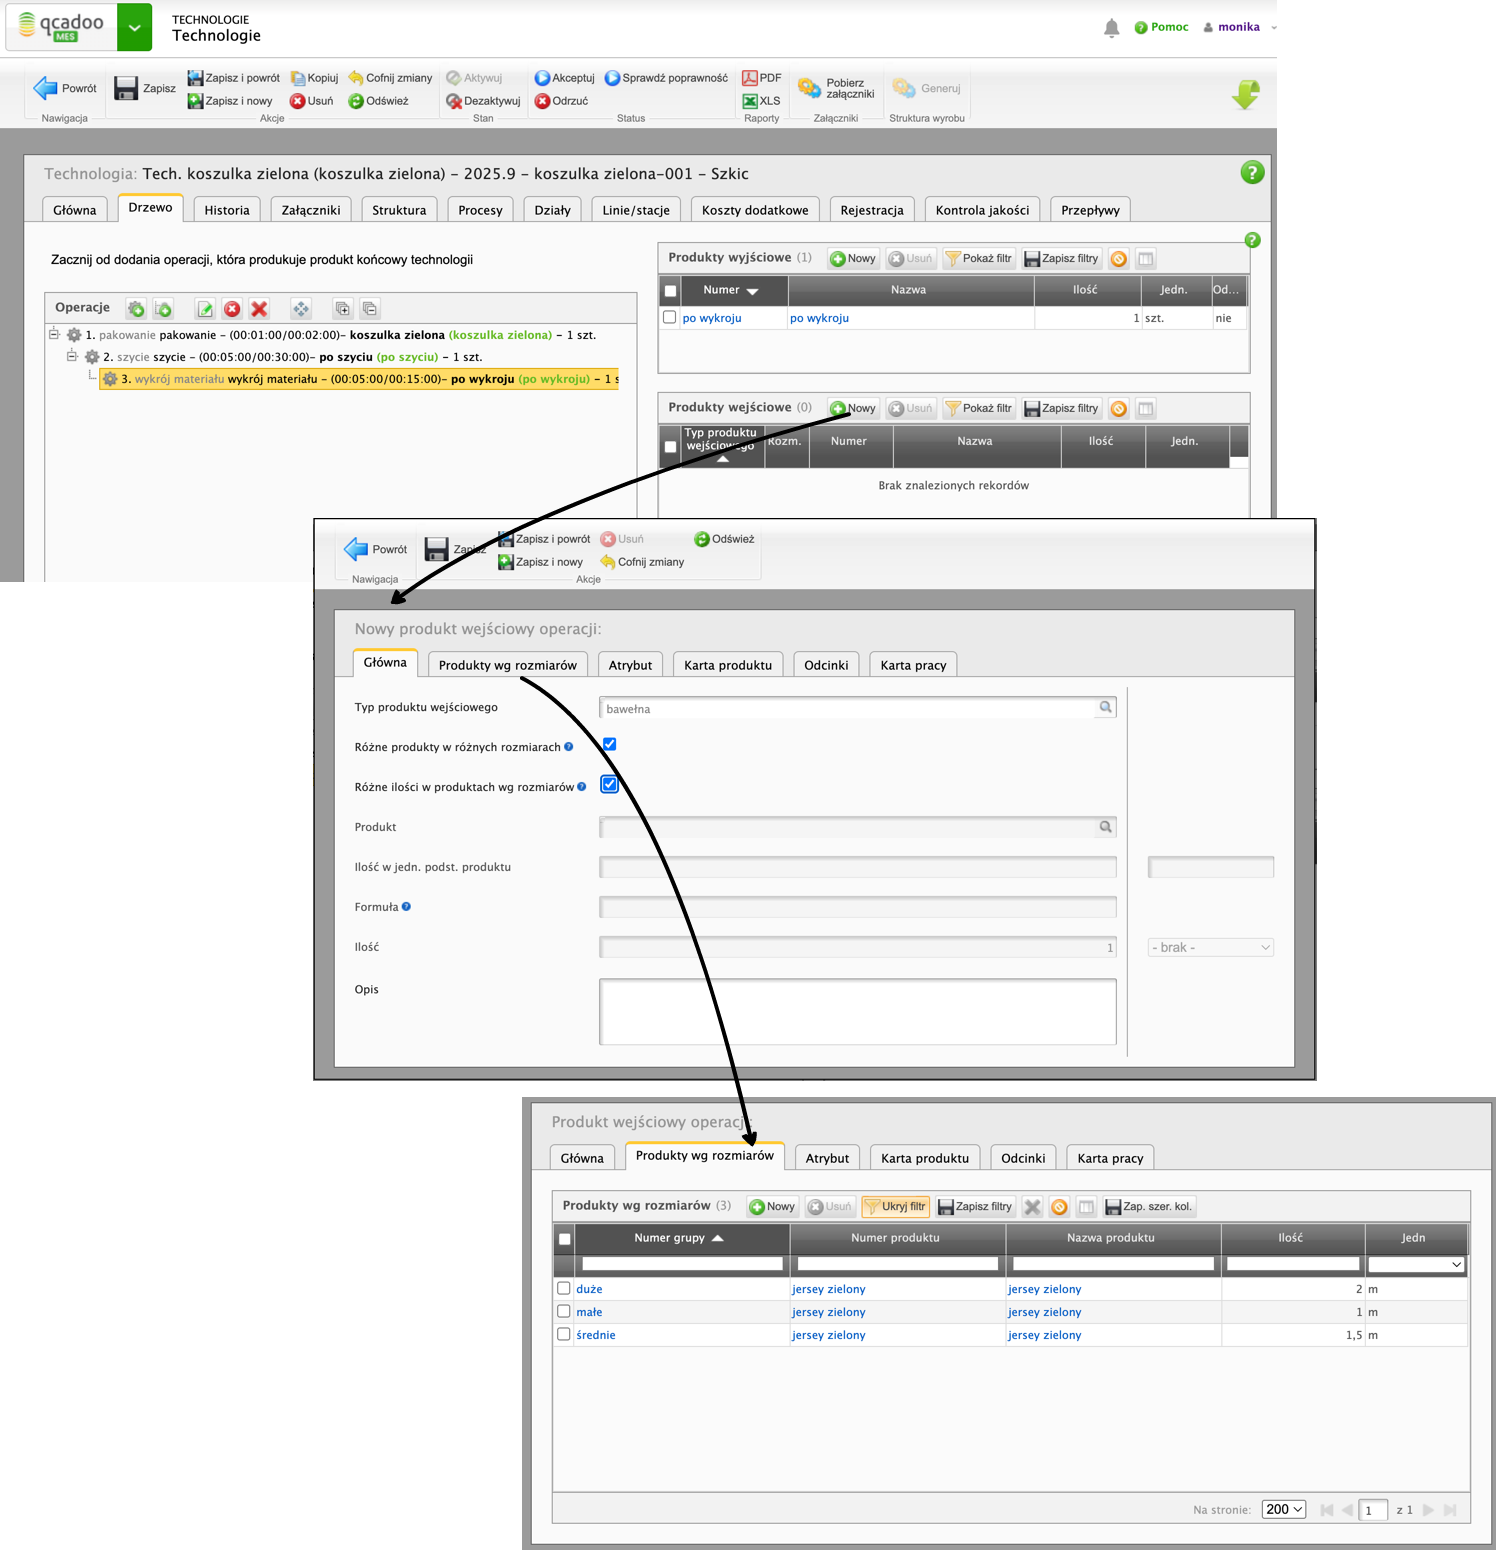 qcadoo
MES
TECHNOLOGIE
Technologie
Pomoc
monika
Powrót
Nawigacja
Zapisz
Zapisz i powrót
Kopiuj
Cofnij zmiany
Zapisz i nowy
Usuń
Odśwież
Akcje
Aktywuj
Dezaktywuj
Stan
Akceptuj
Sprawdź poprawność
Odrzuć
Status
PDF
XLS
Raporty
Pobierz
załączniki
Załączniki
Generuj
Struktura wyrobu
Technologia: Tech. koszulka zielona (koszulka zielona) - 2025.9 - koszulka zielona-001 - Szkic
Główna
Drzewo
Historia
Załączniki
Struktura
Procesy
Działy
Linie/stacje
Koszty dodatkowe
Rejestracja
Kontrola jakości
Przepływy
Zacznij od dodania operacji, która produkuje produkt końcowy technologii
Operacje
1. pakowanie pakowanie - (00:01:00/00:02:00)- koszulka zielona (koszulka zielona) - 1 szt.
2. szycie szycie - (00:05:00/00:30:00)- po szyciu (po szyciu) - 1 szt.
3. wykrój materiału wykrój materiału - (00:05:00/00:15:00)- po wykroju (po wykroju) - 1 s
Produkty wyjściowe (1)
Nowy
Usuń
Pokaż filtr
Zapisz filtry
Numer
Nazwa
Ilość
Jedn.
Od...
po wykroju
po wykroju
1
szt.
nie
Produkty wejściowe (0)
Nowy
Usuń
Pokaż filtr
Zapisz filtry
Typ produktu
wejściowego
Rozm.
Numer
Nazwa
Ilość
Jedn.
Brak znalezionych rekordów
Powrót
Nawigacja
Zapisz
Zapisz i powrót
Usuń
Odśwież
Zapisz i nowy
Cofnij zmiany
Akcje
Nowy produkt wejściowy operacji:
Główna
Produkty wg rozmiarów
Atrybut
Karta produktu
Odcinki
Karta pracy
Typ produktu wejściowego
bawełna
Różne produkty w różnych rozmiarach
Różne ilości w produktach wg rozmiarów
Produkt
Ilość w jedn. podst. produktu
Formuła
Ilość
1
- brak -
Opis
Produkt wejściowy operacji:
Główna
Produkty wg rozmiarów
Atrybut
Karta produktu
Odcinki
Karta pracy
Produkty wg rozmiarów (3)
Nowy
Usuń
Ukryj filtr
Zapisz filtry
Zap. szer. kol.
Numer grupy
Numer produktu
Nazwa produktu
Ilość
Jedn
duże
jersey zielony
jersey zielony
2
m
małe
jersey zielony
jersey zielony
1
m
średnie
jersey zielony
jersey zielony
1,5
m
Na stronie:
200
1
z 1